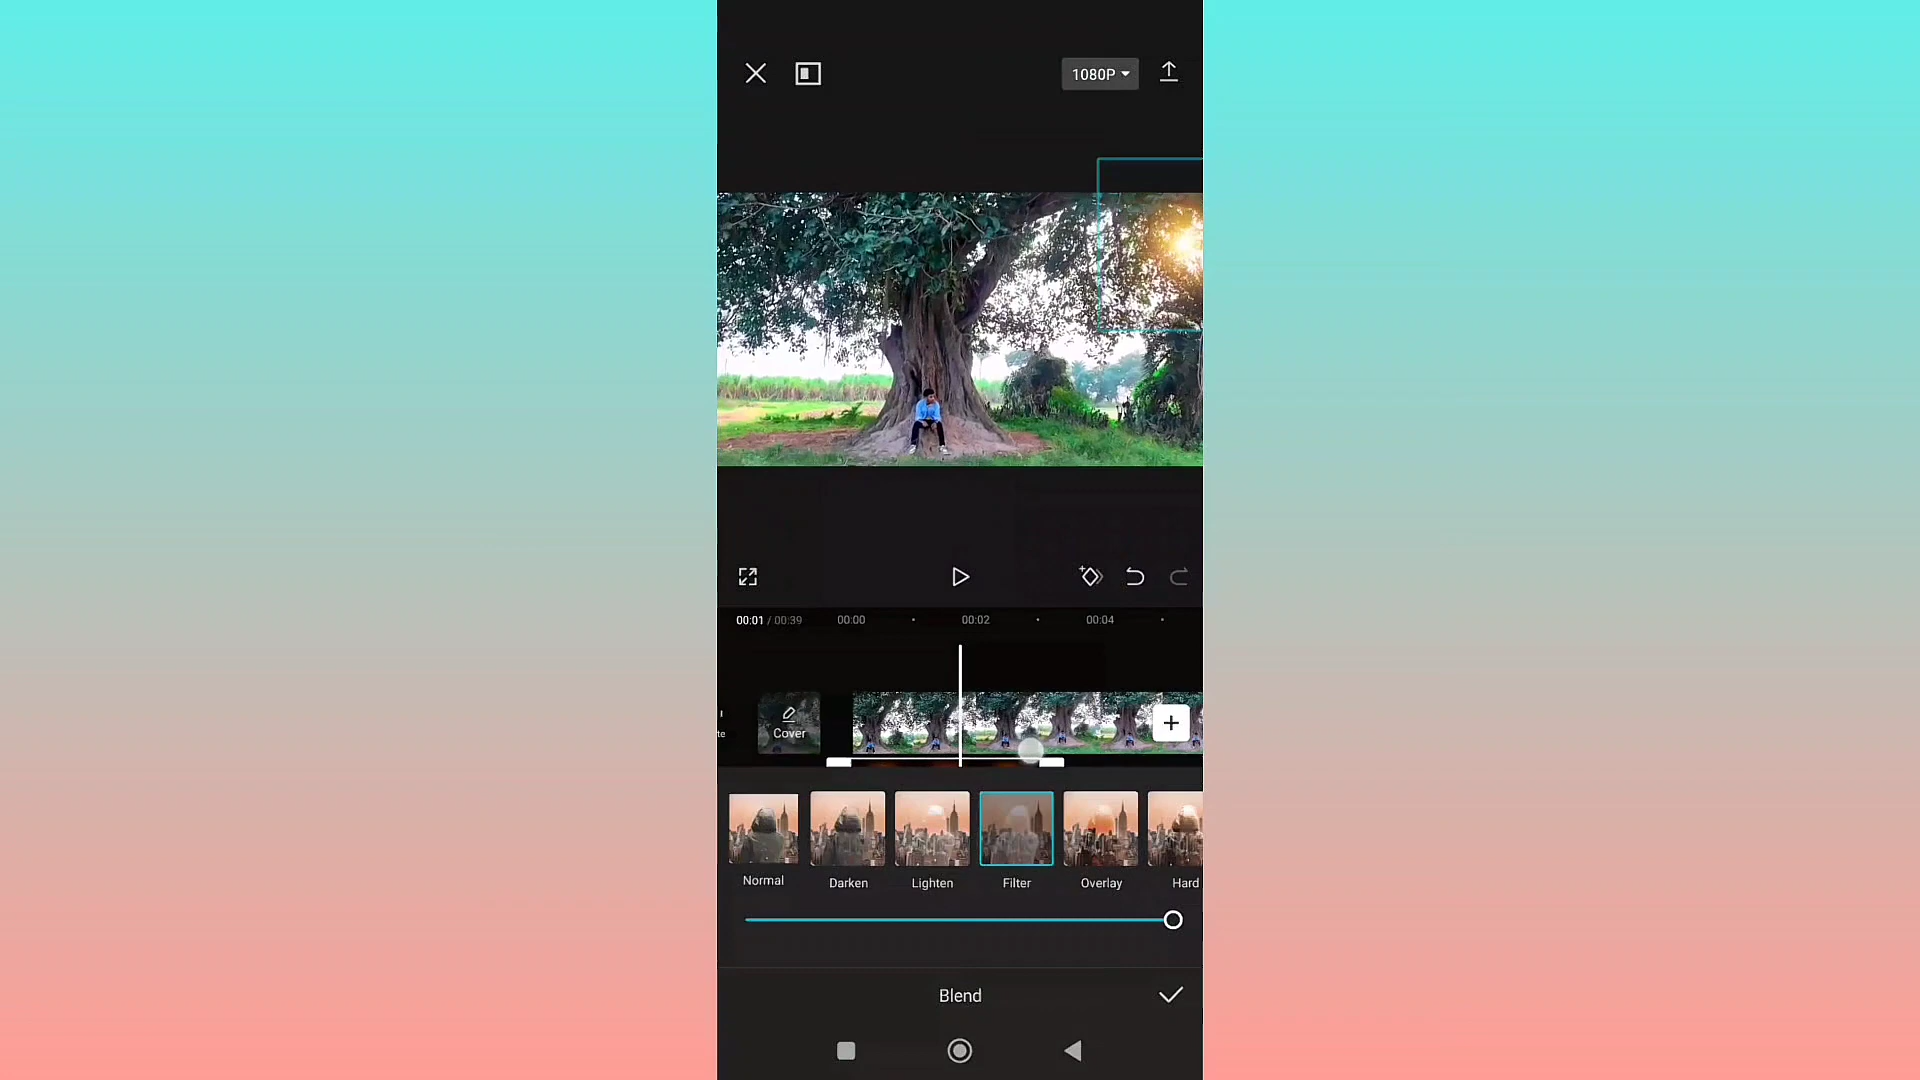 1080P
00:01 / 00:39
00:00
00:02
00:04
te
Cover
Normal
Darken
Lighten
Filter
Overlay
Hard
Blend